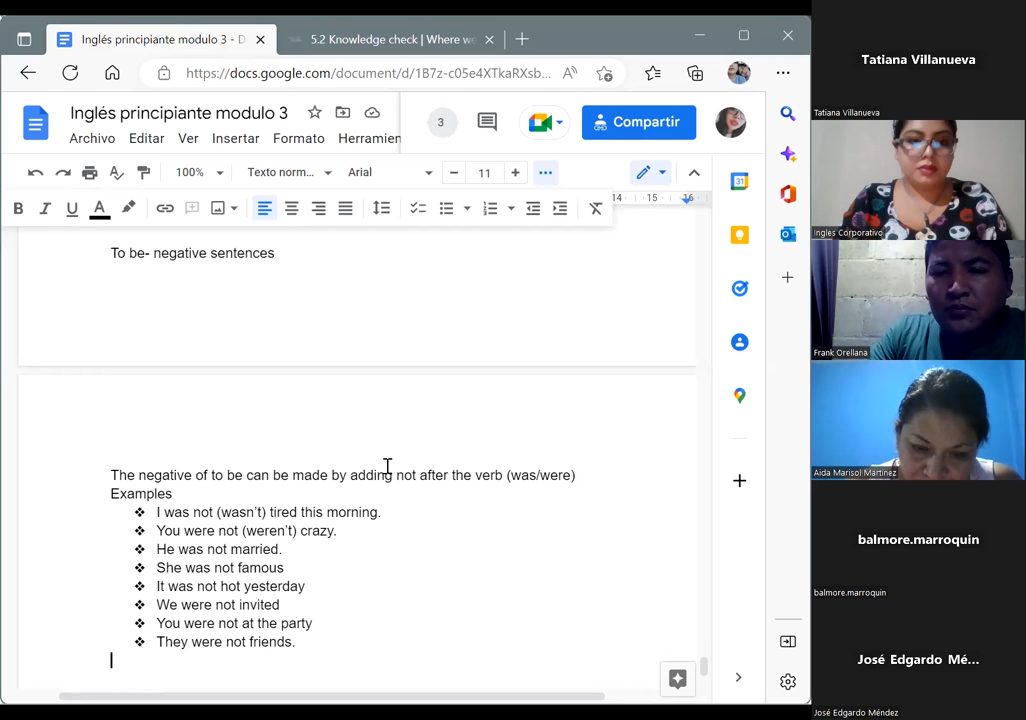 Inglés principiante modulo 3 - D
5.2 Knowledge check | Where we
https://docs.google.com/document/d/1B7z-c05e4XTkaRXsb...
Inglés principiante modulo 3
3
Compartir
Archivo Editar Ver Insertar Formato Herramien
100% Texto norm... Arial 11
14 15 16
To be- negative sentences
The negative of to be can be made by adding not after the verb (was/were)
Examples
❖ I was not (wasn’t) tired this morning.
❖ You were not (weren’t) crazy.
❖ He was not married.
❖ She was not famous
❖ It was not hot yesterday
❖ We were not invited
❖ You were not at the party
❖ They were not friends.
Tatiana Villanueva
Tatiana Villanueva
Ingles Corporativo
Frank Orellana
Aida Marisol Martinez
balmore.marroquin
balmore.marroquin
José Edgardo Mé...
José Edgardo Méndez